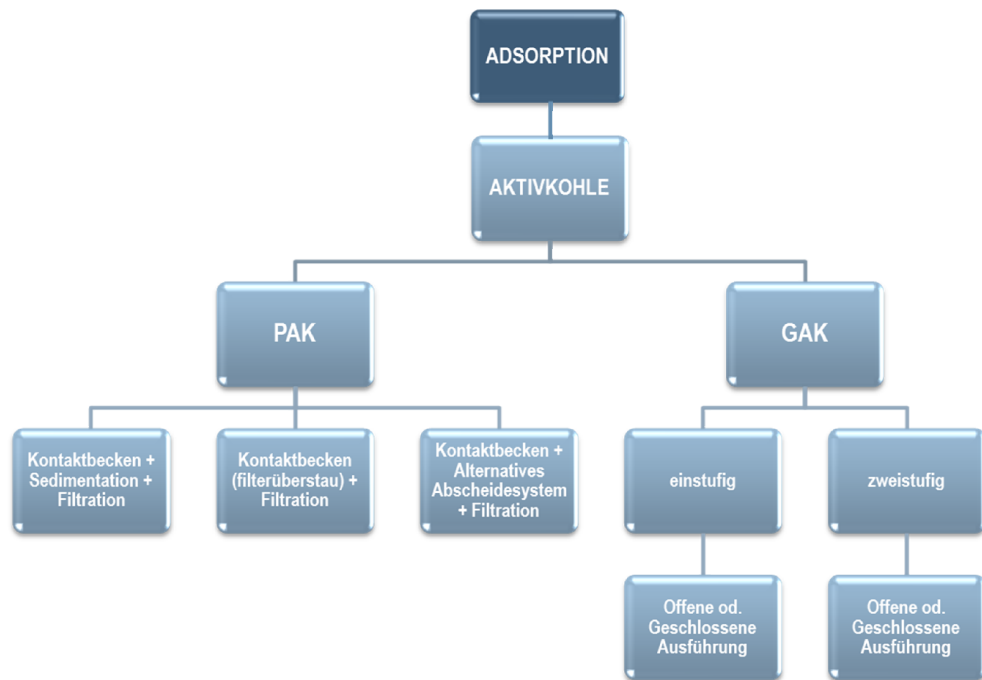 ADSORPTION
AKTIVKOHLE
PAK
GAK
Kontaktbecken +
Sedimentation +
Filtration
Kontaktbecken
(filterüberstau) +
Filtration
Kontaktbecken +
Alternatives
Abscheidesystem
+ Filtration
einstufig
zweistufig
Offene od.
Geschlossene
Ausführung
Offene od.
Geschlossene
Ausführung